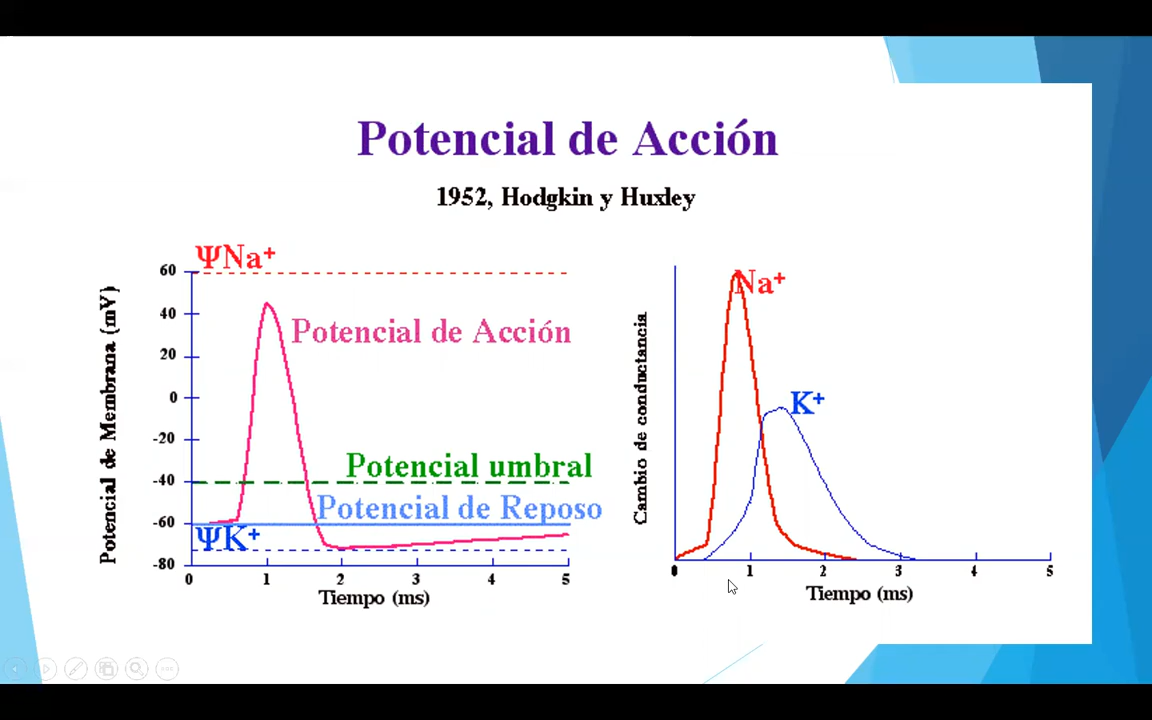 Potencial de Acción
1952, Hodgkin y Huxley
Potencial de Membrana (mV)
ΨNa⁺
60
40
Potencial de Acción
20
0
-20
Potencial umbral
-40
Potencial de Reposo
-60
ΨK⁺
-80
0 1 2 3 4 5
Tiempo (ms)
Cambio de conductancia
Na⁺
K⁺
0 1 2 3 4 5
Tiempo (ms)